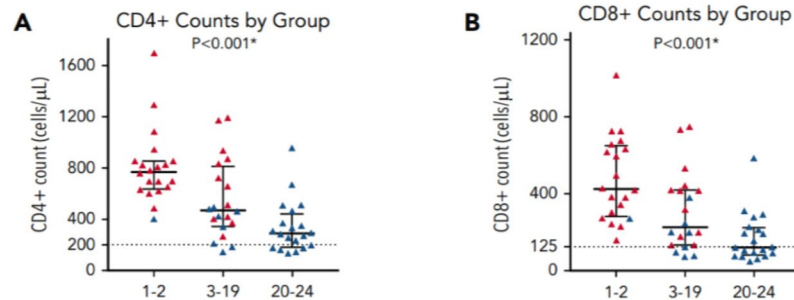 A
CD4+ Counts by Group
P<0.001*
CD4+ count (cells/μL)
1600
1200
800
400
200
0
1-2
3-19
20-24
B
CD8+ Counts by Group
P<0.001*
CD8+ count (cells/μL)
1200
800
400
125
0
1-2
3-19
20-24